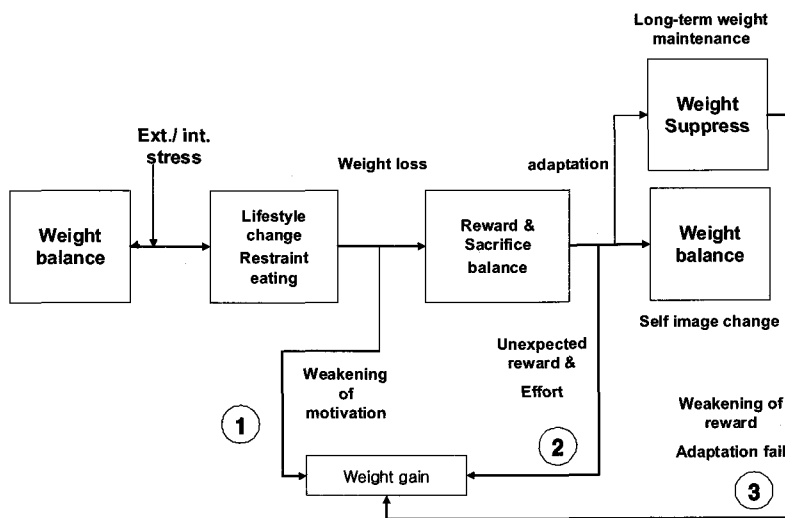 Long-term weight
maintenance
Weight
Suppress
Ext./ int.
stress
Weight loss
adaptation
Weight
balance
Lifestyle
change
Restraint
eating
Reward &
Sacrifice
balance
Weight
balance
Self image change
Unexpected
reward &
Effort
Weakening
of
motivation
1
2
Weakening of
reward
Adaptation fail
3
Weight gain